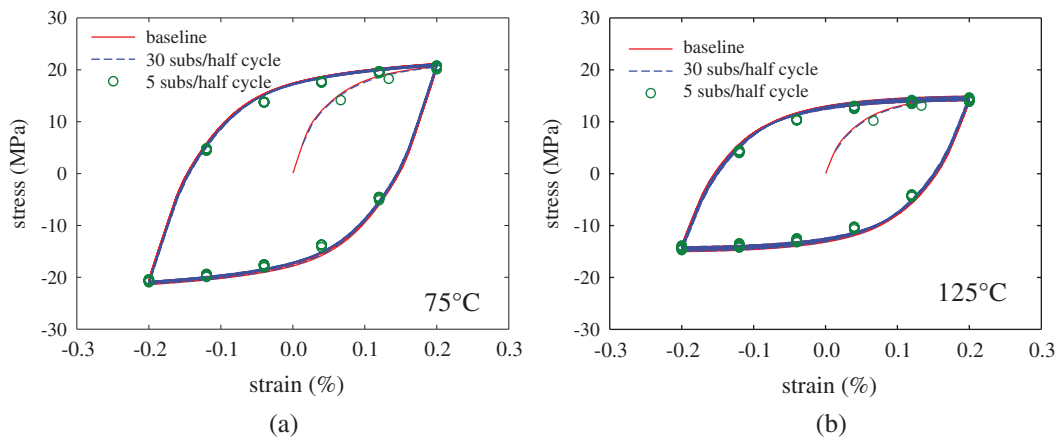 30
20
10
0
-10
-20
-30
stress (MPa)
baseline
30 subs/half cycle
5 subs/half cycle
75°C
-0.3 -0.2 -0.1 0.0 0.1 0.2 0.3
strain (%)
(a)
30
20
10
0
-10
-20
-30
stress (MPa)
baseline
30 subs/half cycle
5 subs/half cycle
125°C
-0.3 -0.2 -0.1 0.0 0.1 0.2 0.3
strain (%)
(b)